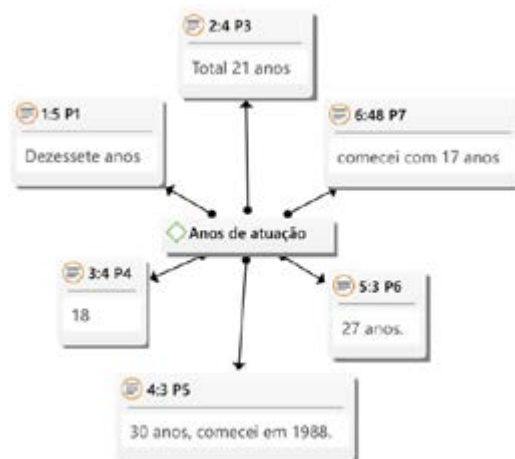 2:4 P3
Total 21 anos
1:5 P1
Dezessete anos
6:48 P7
comecei com 17 anos
Anos de atuação
3:4 P4
18
5:3 P6
27 anos.
4:3 P5
30 anos, comecei em 1988.